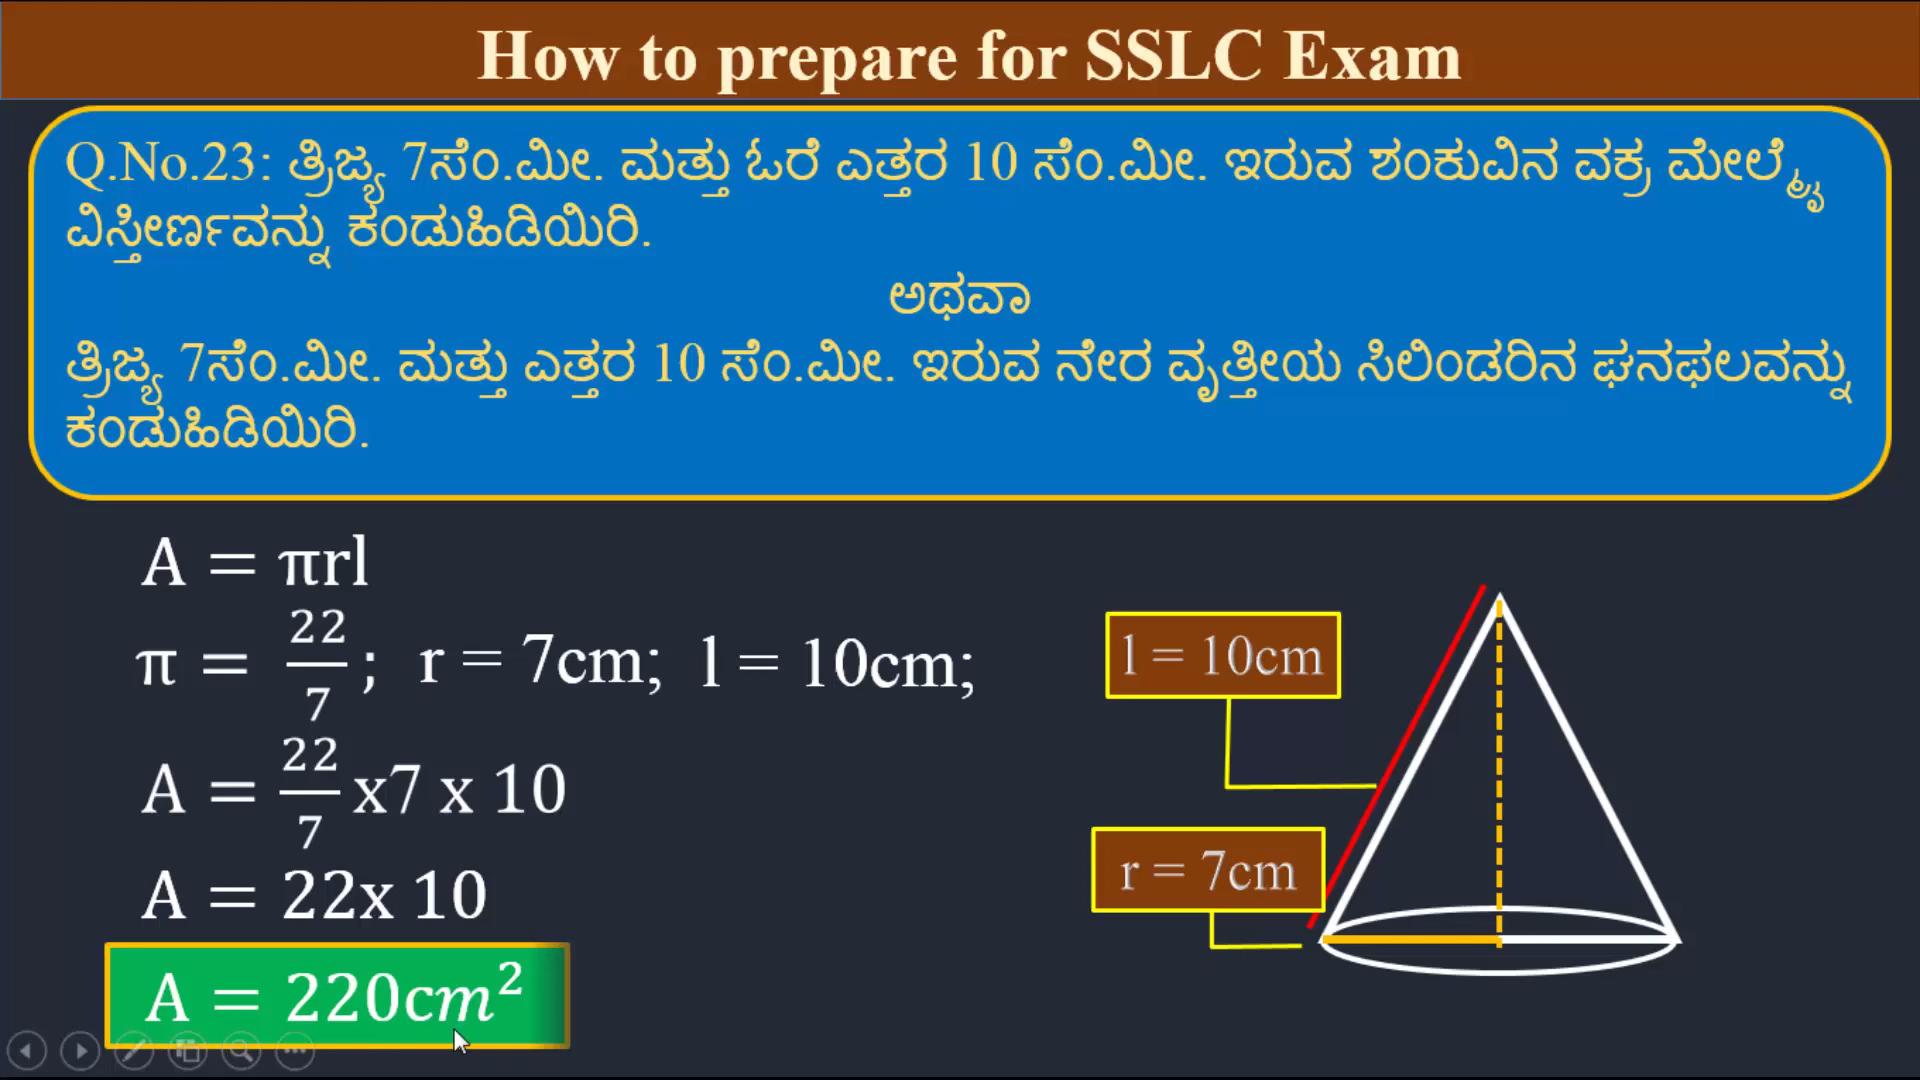 How to prepare for SSLC Exam
Q.No.23: ತ್ರಿಜ್ಯ 7ಸೆಂ.ಮೀ. ಮತ್ತು ಓರೆ ಎತ್ತರ 10 ಸೆಂ.ಮೀ. ಇರುವ ಶಂಕುವಿನ ವಕ್ರ ಮೇಲ್ಮೈ
ವಿಸ್ತೀರ್ಣವನ್ನು ಕಂಡುಹಿಡಿಯಿರಿ.
ಅಥವಾ
ತ್ರಿಜ್ಯ 7ಸೆಂ.ಮೀ. ಮತ್ತು ಎತ್ತರ 10 ಸೆಂ.ಮೀ. ಇರುವ ನೇರ ವೃತ್ತೀಯ ಸಿಲಿಂಡರಿನ ಘನಫಲವನ್ನು
ಕಂಡುಹಿಡಿಯಿರಿ.
A = πrl
π = 22/7 ; r = 7cm; l = 10cm;
A = 22/7 x7 x 10
A = 22x 10
A = 220cm²
l = 10cm
r = 7cm